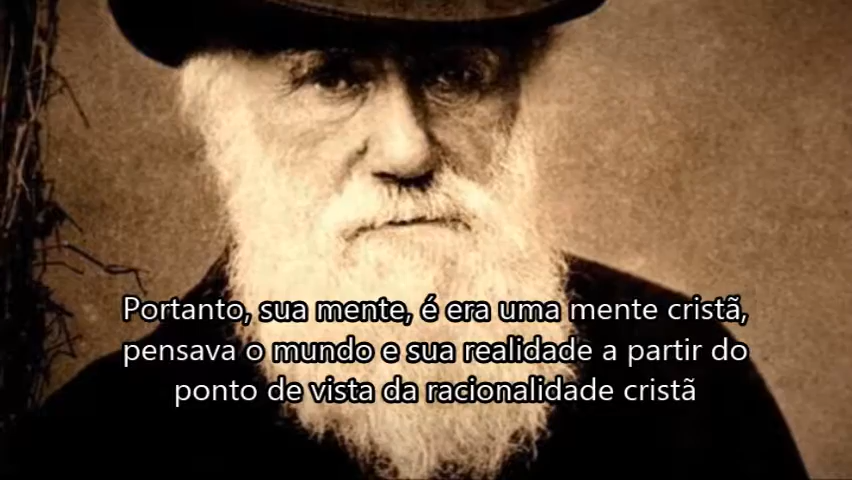 Portanto, sua mente, é era uma mente cristã,
pensava o mundo e sua realidade a partir do
ponto de vista da racionalidade cristã